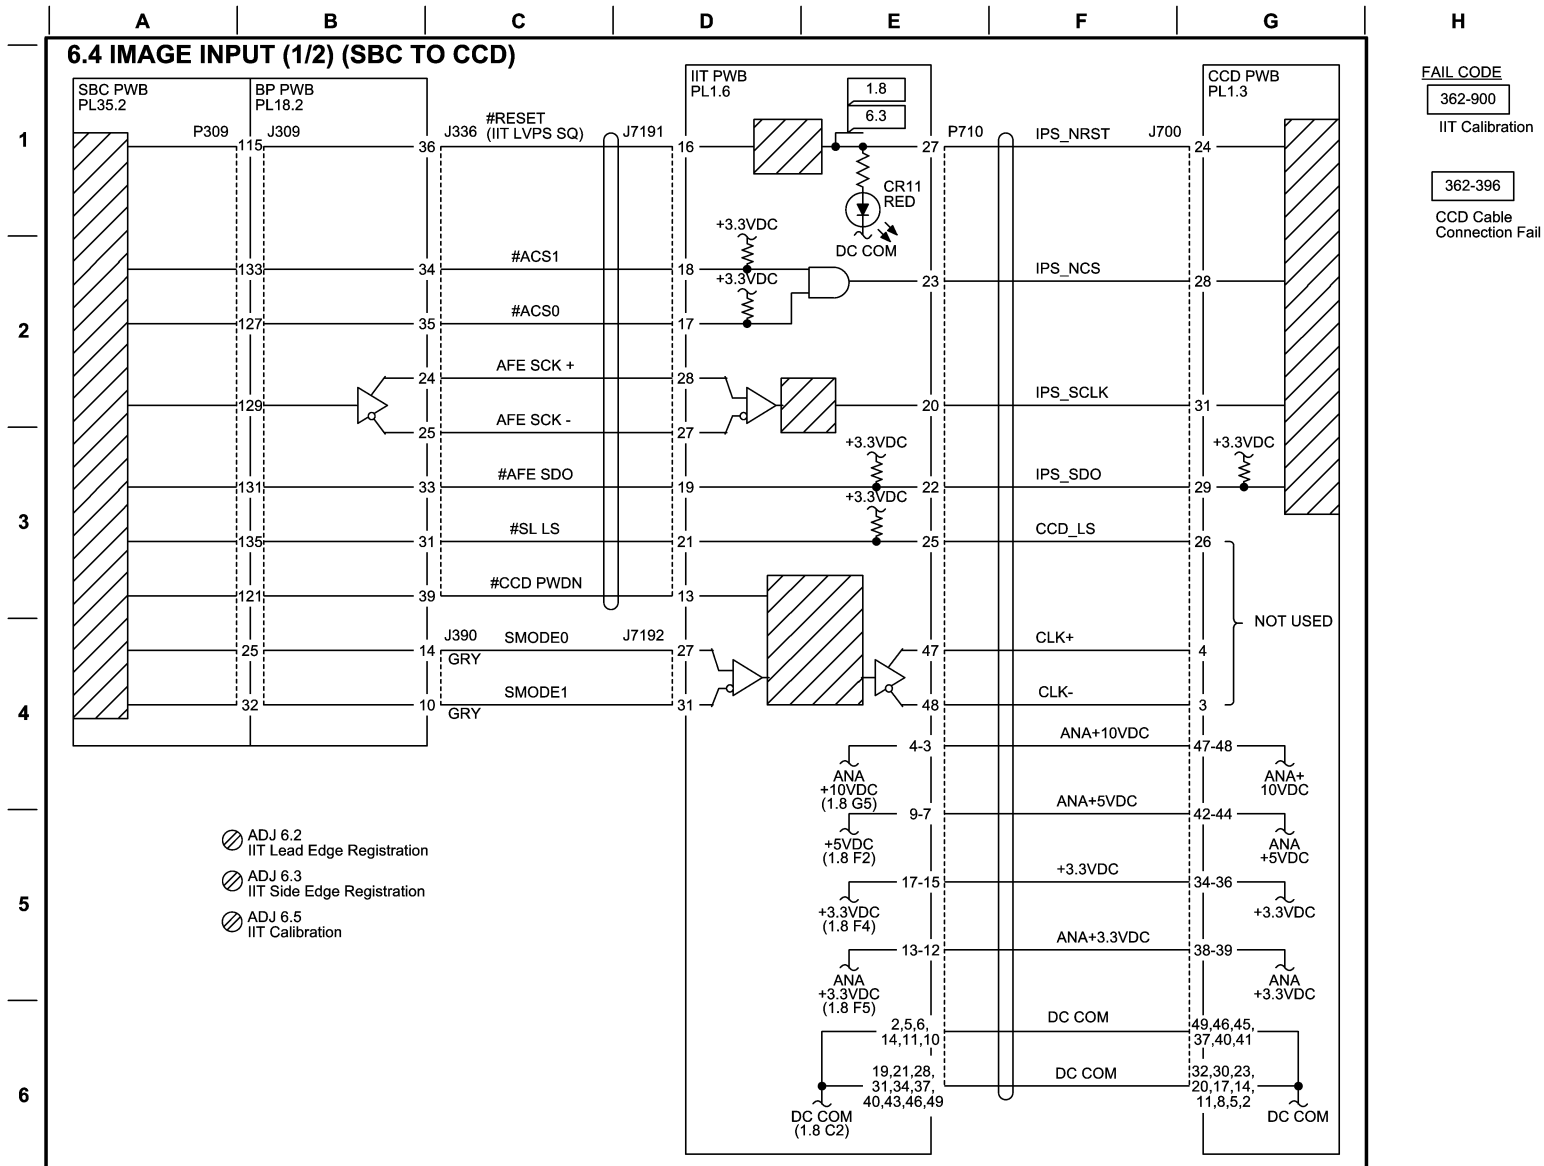 A B C D E F G H
6.4 IMAGE INPUT (1/2) (SBC TO CCD)
SBC PWB
PL35.2
BP PWB
PL18.2
IIT PWB
PL1.6
CCD PWB
PL1.3
FAIL CODE
362-900
IIT Calibration
362-396
CCD Cable
Connection Fail
1.8
6.3
1
P309 J309 J336 #RESET
(IIT LVPS SQ) J7191 P710 J700
115 36 16 27 IPS_NRST 24
CR11
RED
DC COM
+3.3VDC
133 34 #ACS1 18 23 IPS_NCS 28
+3.3VDC
2
127 35 #ACS0 17
24 AFE SCK + 28
129 20 IPS_SCLK 31
25 AFE SCK - 27
+3.3VDC +3.3VDC
131 33 #AFE SDO 19 22 IPS_SDO 29
+3.3VDC
3
135 31 #SL LS 21 25 CCD_LS 26
121 39 #CCD PWDN 13
NOT USED
J390 J7192
25 14 SMODE0 27 47 CLK+ 4
GRY
4
32 10 SMODE1 31 48 CLK- 3
GRY
4-3 ANA+10VDC 47-48
ANA
+10VDC
(1.8 G5)
ANA+
10VDC
9-7 ANA+5VDC 42-44
+5VDC
(1.8 F2)
ANA
+5VDC
ADJ 6.2
IIT Lead Edge Registration
ADJ 6.3
IIT Side Edge Registration
ADJ 6.5
IIT Calibration
5
17-15 +3.3VDC 34-36
+3.3VDC
(1.8 F4)
+3.3VDC
13-12 ANA+3.3VDC 38-39
ANA
+3.3VDC
(1.8 F5)
ANA
+3.3VDC
2,5,6,
14,11,10
DC COM
49,46,45,
37,40,41
6
19,21,28,
31,34,37,
40,43,46,49
DC COM
32,30,23,
20,17,14,
11,8,5,2
DC COM
(1.8 C2)
DC COM